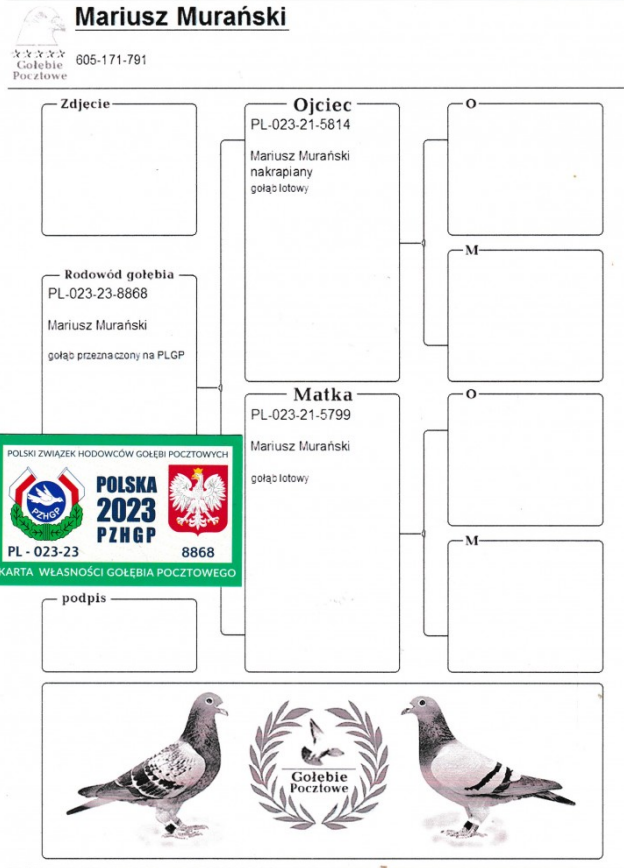 Mariusz Murański
Gołębie
Pocztowe
605-171-791
Zdjęcie
Ojciec
PL-023-21-5814
Mariusz Murański
nakrapiany
gołąb lotowy
O
M
Rodowód gołębia
PL-023-23-8868
Mariusz Murański
gołąb przeznaczony na PLGP
Matka
PL-023-21-5799
Mariusz Murański
gołąb lotowy
O
M
POLSKI ZWIĄZEK HODOWCÓW GOŁĘBI POCZTOWYCH
PZHGP
POLSKA
2023
PZHGP
PL - 023-23
8868
KARTA WŁASNOŚCI GOŁĘBIA POCZTOWEGO
podpis
Gołębie
Pocztowe